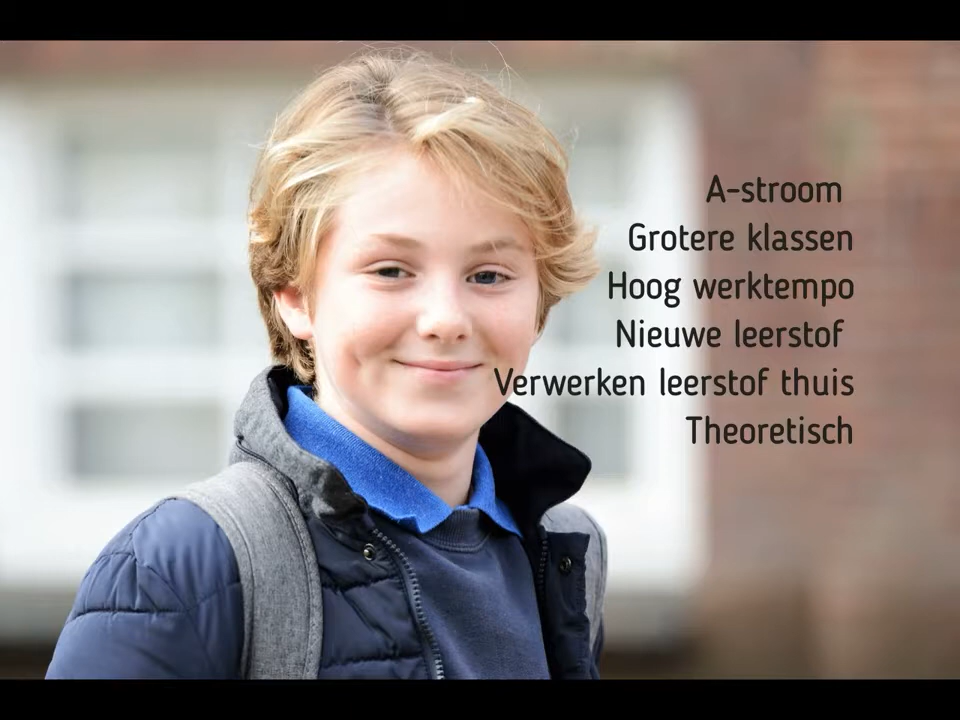 A-stroom
Grotere klassen
Hoog werktempo
Nieuwe leerstof
Verwerken leerstof thuis
Theoretisch